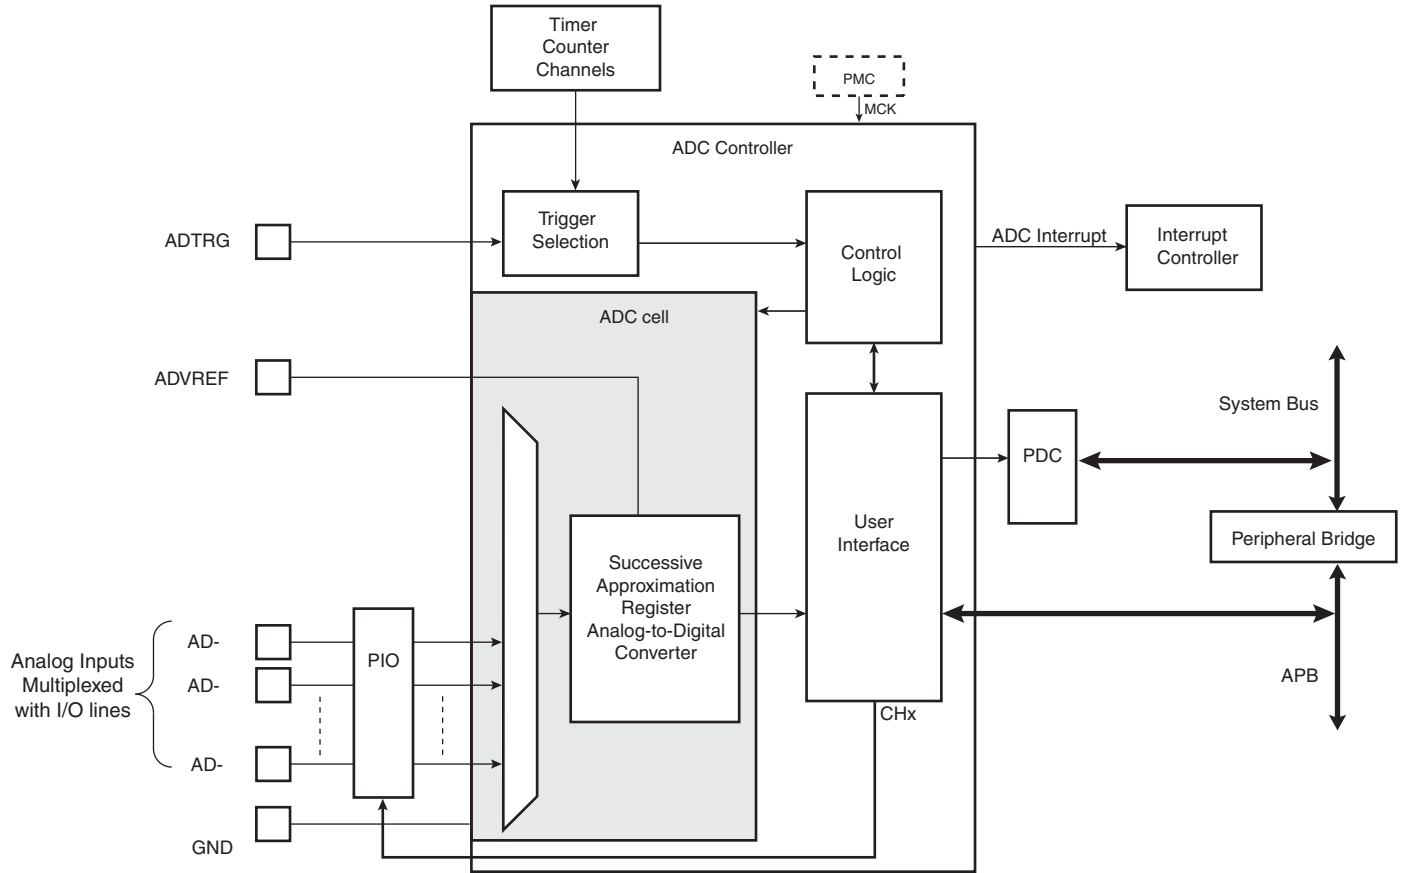 Timer
Counter
Channels
PMC
MCK
ADC Controller
ADTRG
Trigger
Selection
Control
Logic
ADC Interrupt
Interrupt
Controller
ADC cell
ADVREF
System Bus
PDC
User
Interface
Peripheral Bridge
Successive
Approximation
Register
Analog-to-Digital
Converter
Analog Inputs
Multiplexed
with I/O lines
AD-
AD-
AD-
PIO
APB
CHx
GND